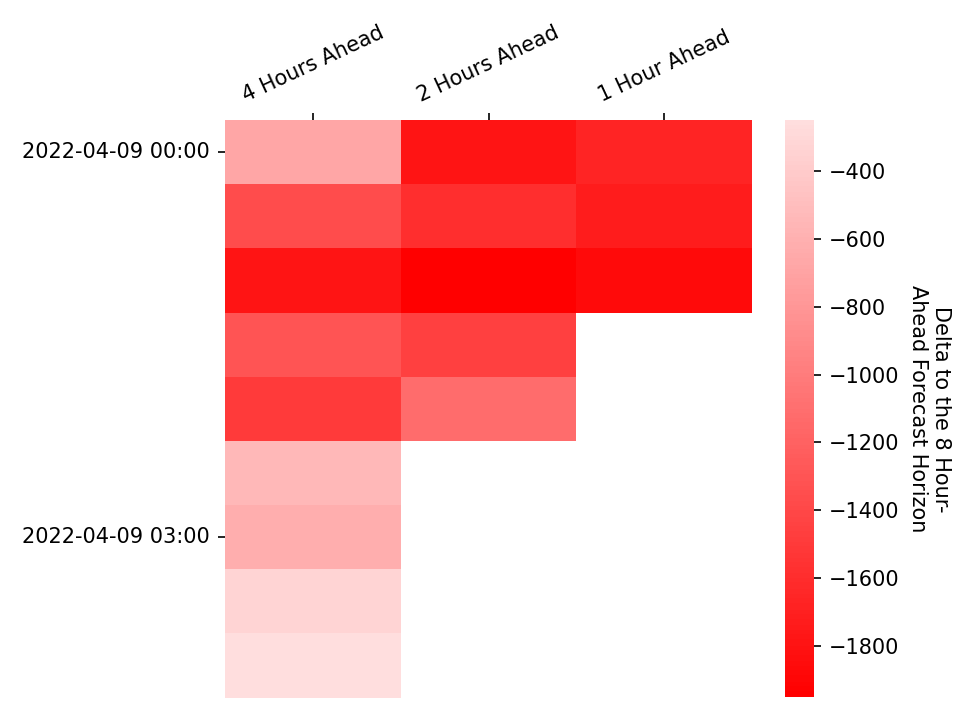 4 Hours Ahead
2 Hours Ahead
1 Hour Ahead
2022-04-09 00:00
2022-04-09 03:00
−400
−600
−800
−1000
−1200
−1400
−1600
−1800
Delta to the 8 Hour-
Ahead Forecast Horizon